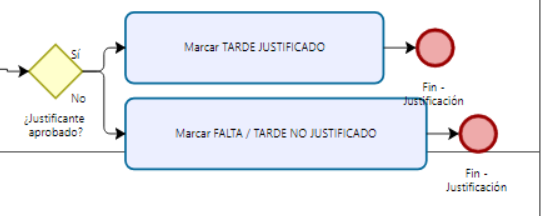 Sí
Marcar TARDE JUSTIFICADO
Fin -
Justificación
No
¿Justificante
aprobado?
Marcar FALTA / TARDE NO JUSTIFICADO
Fin -
Justificación